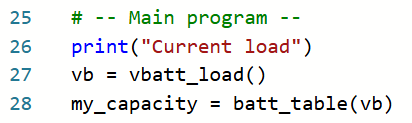 25 # -- Main program --
26 print("Current load")
27 vb = vbatt_load()
28 my_capacity = batt_table(vb)